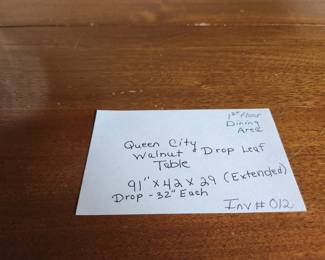 1st Floor
Dining
Area
Queen City
Walnut Drop Leaf
Table
91" x 42 x 29 (Extended)
Drop - 32" Each
Inv # 012